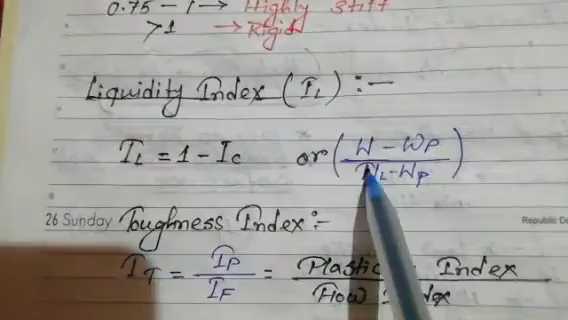 0.75 - 1 → Highly Stiff
>1 → Rigid
Liquidity Index (IL) :-
IL = 1 - Ic or ( W - WP / WL - WP )
26 Sunday Toughness Index :-
Republic D
IT = IP / IF = Plastic Index / Flow Index